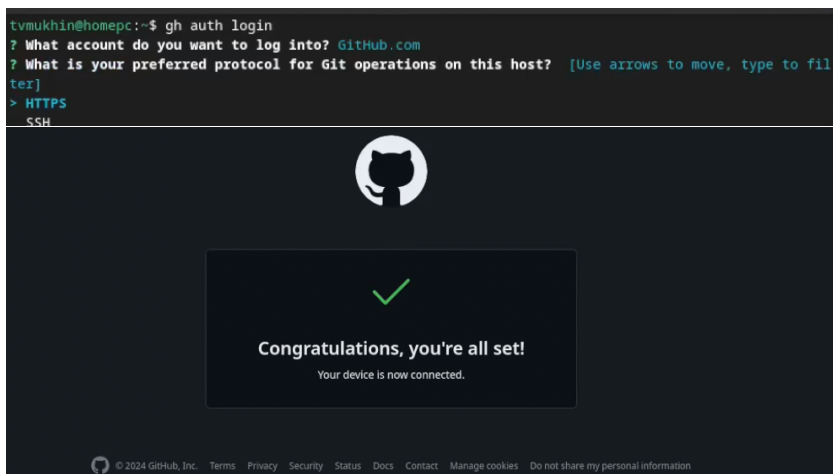 tvmukhin@homepc:~$ gh auth login
? What account do you want to log into? GitHub.com
? What is your preferred protocol for Git operations on this host? [Use arrows to move, type to fil
ter]
> HTTPS
SSH
Congratulations, you're all set!
Your device is now connected.
© 2024 GitHub, Inc. Terms Privacy Security Status Docs Contact Manage cookies Do not share my personal information